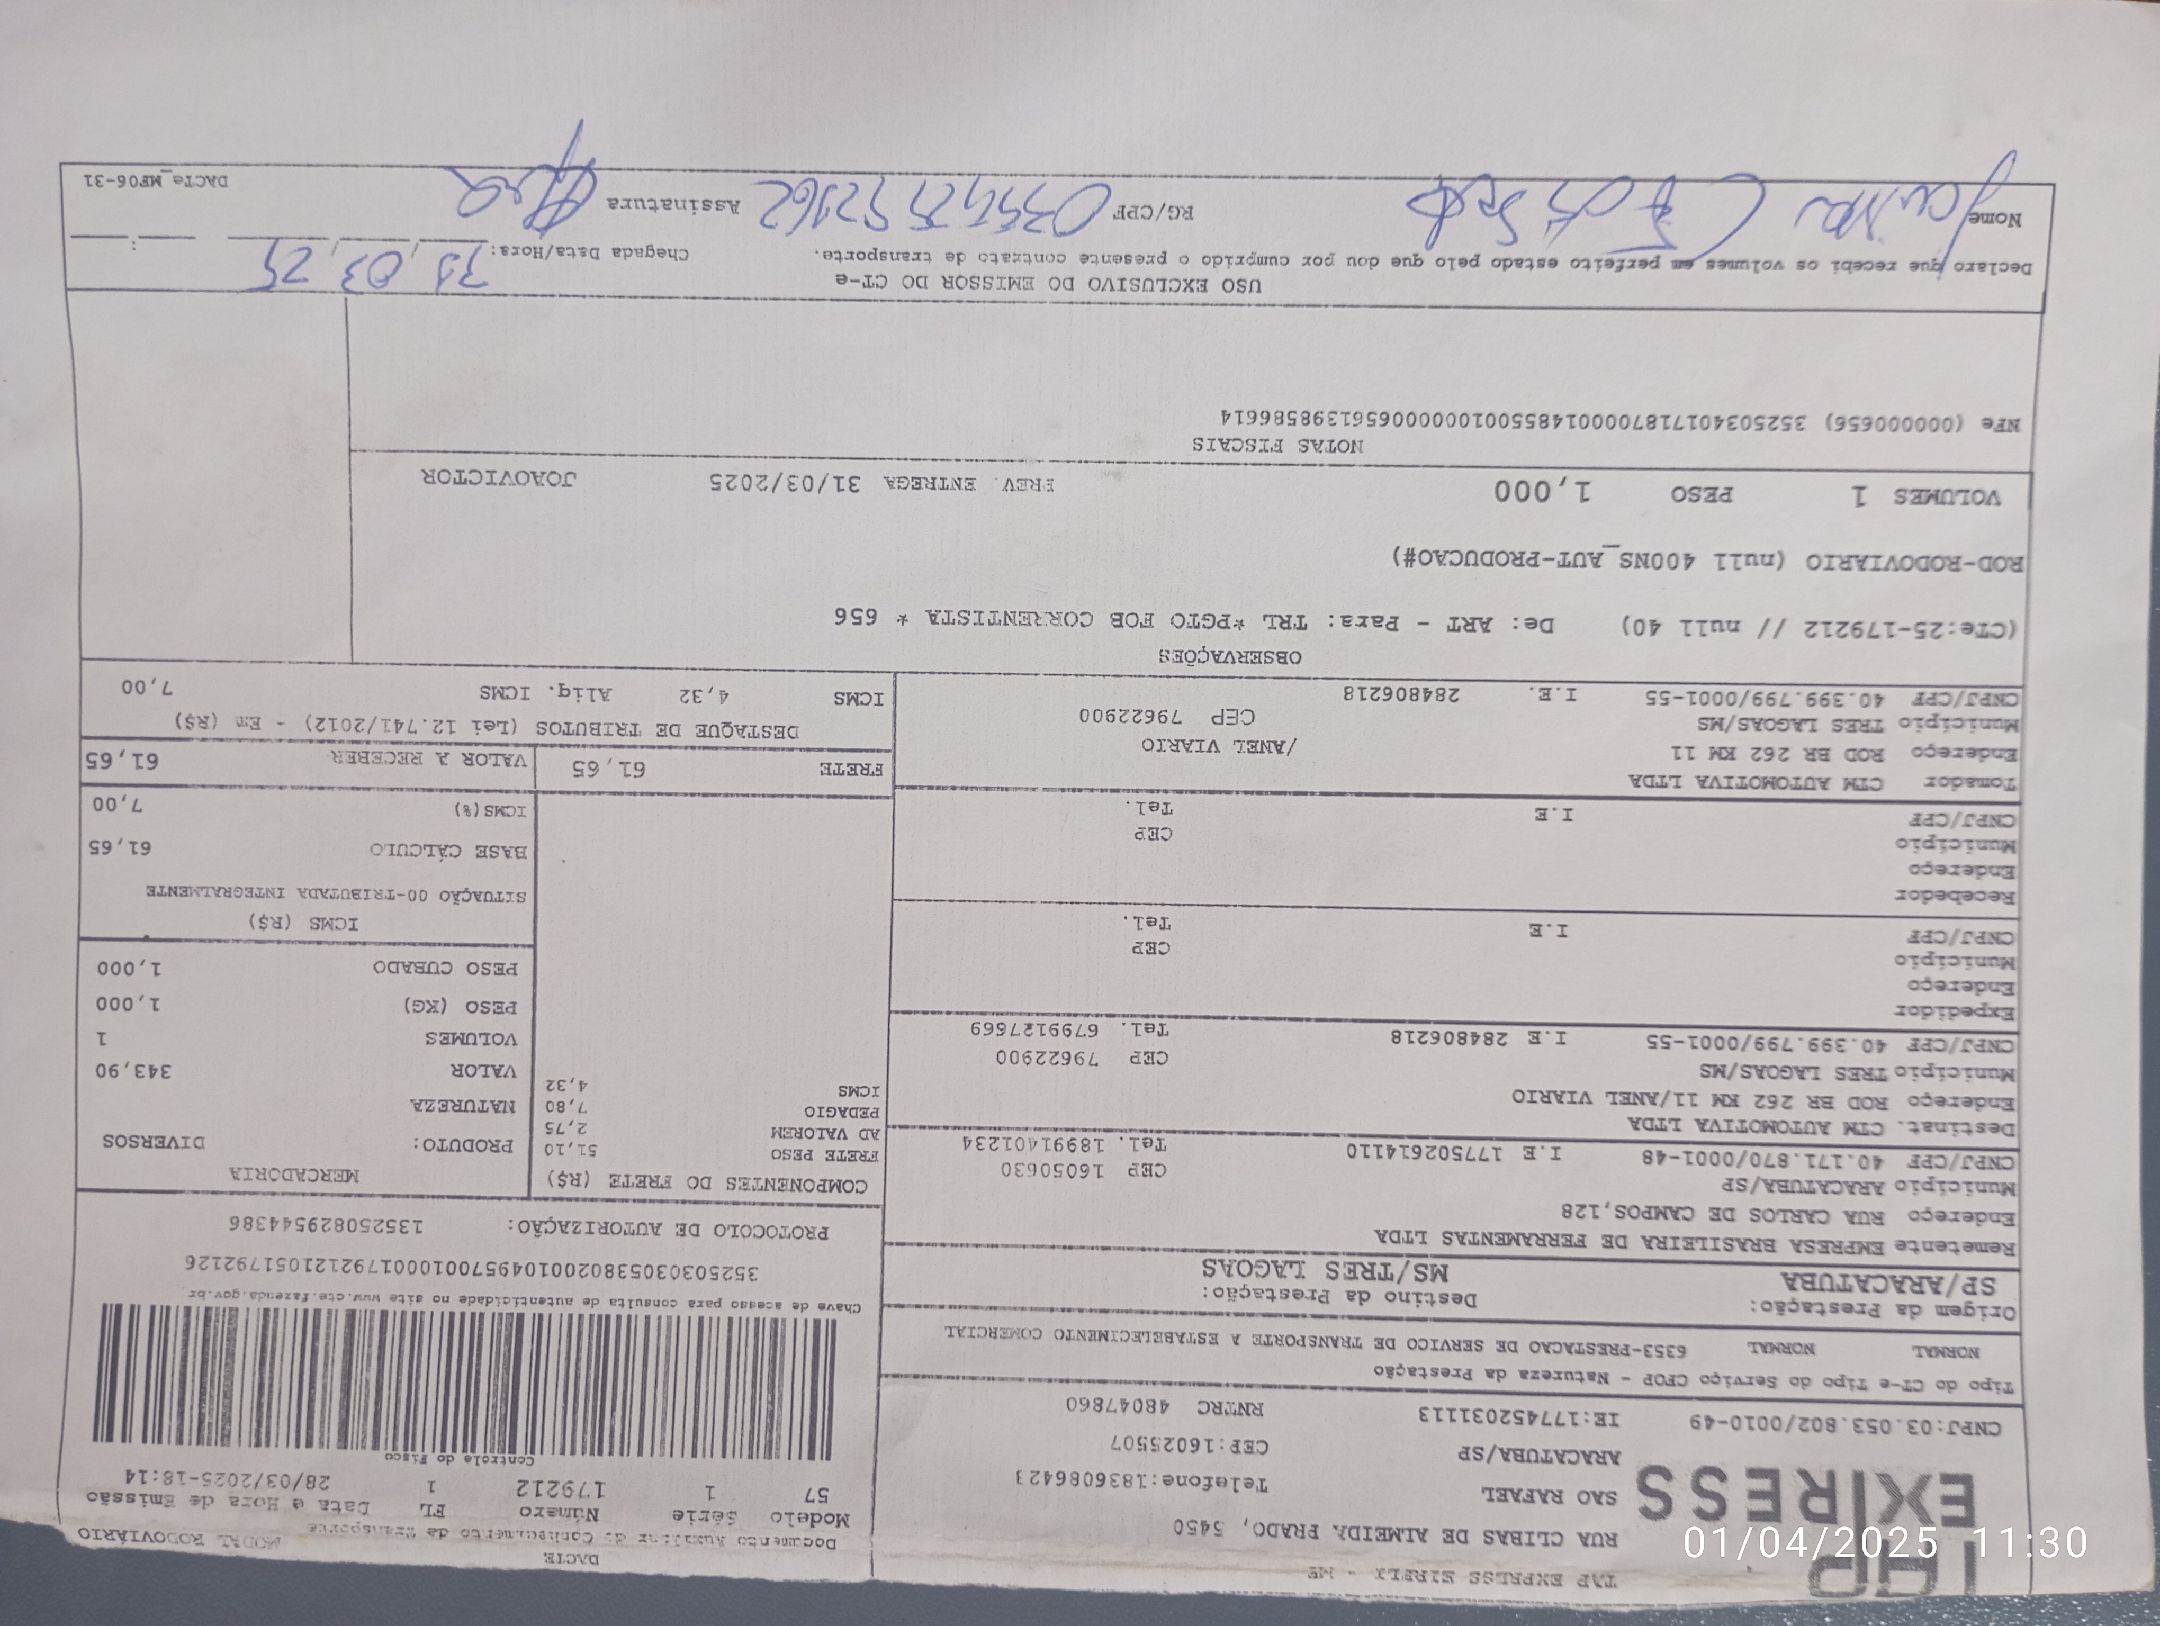 TAP EXPRESS EIRELI - ME
RUA CLIBAS DE ALMEIDA PRADO, 5450
TAP
EXPRESS
SAO RAFAEL
Telefone:1836086423
ARACATUBA/SP
CEP:16025507
CNPJ:03.053.802/0010-49 IE:177452031113 RNTRC 48047860
DACTE
Documento Auxiliar de Conhecimento de Transporte MODAL RODOVIÁRIO
Modelo Série Número FL Data e Hora de Emissão
57 1 179212 1 28/03/2025-18:14
Controle do Fisco
Chave de acesso para consulta de autenticidade no site www.cte.fazenda.gov.br.
35250303053802001049570010001792121051792126
PROTOCOLO DE AUTORIZAÇÃO: 135250829544386
Tipo do CT-e Tipo do Serviço CFOP - Natureza da Prestação
NORMAL NORMAL 6353-PRESTACAO DE SERVICO DE TRANSPORTE A ESTABELECIMENTO COMERCIAL
Origem da Prestação: Destino da Prestação:
SP/ARACATUBA MS/TRES LAGOAS
Remetente EMPRESA BRASILEIRA DE FERRAMENTAS LTDA
Endereço RUA CARLOS DE CAMPOS,128
Município ARACATUBA/SP CEP 16050630
CNPJ/CPF 40.171.870/0001-48 I.E 177502614110 Tel. 18991401234
Destinat. CTM AUTOMOTIVA LTDA
Endereço ROD BR 262 KM 11/ANEL VIARIO
Município TRES LAGOAS/MS CEP 79622900
CNPJ/CPF 40.399.799/0001-55 I.E 284806218 Tel. 6799127669
Expedidor
Endereço
Município CEP
CNPJ/CPF I.E Tel.
Recebedor
Endereço
Município CEP
CNPJ/CPF I.E Tel.
Tomador CTM AUTOMOTIVA LTDA
Endereço ROD BR 262 KM 11 /ANEL VIARIO
Município TRES LAGOAS/MS CEP 79622900
CNPJ/CPF 40.399.799/0001-55 I.E. 284806218
COMPONENTES DO FRETE (R$)
FRETE PESO 51,10
AD VALOREM 2,75
PEDAGIO 7,80
ICMS 4,32
MERCADORIA
PRODUTO: DIVERSOS
NATUREZA
VALOR 343,90
VOLUMES 1
PESO (KG) 1,000
PESO CUBADO 1,000
ICMS (R$)
SITUAÇÃO 00-TRIBUTADA INTEGRALMENTE
BASE CÁLCULO 61,65
ICMS(%) 7,00
FRETE 61,65 VALOR A RECEBER 61,65
DESTAQUE DE TRIBUTOS (Lei 12.741/2012) - Em (R$)
ICMS 4,32 Aliq. ICMS 7,00
OBSERVAÇÕES
(CTe:25-179212 // null 40) De: ART - Para: TRL *PGTO FOB CORRENTISTA * 656
ROD-RODOVIARIO (null 400NS_AUT-PRODUCAO#)
VOLUMES 1 PESO 1,000 PREV. ENTREGA 31/03/2025 JOAOVICTOR
NOTAS FISCAIS
NFe (000000656) 35250340171870000148550010000006561398586614
USO EXCLUSIVO DO EMISSOR DO CT-e
Declaro que recebi os volumes em perfeito estado pelo que dou por cumprido o presente contrato de transporte.
Chegada Data/Hora: 31,03,25 :
Nome RG/CPF Assinatura
DACTe_MF06-31
01/04/2025 11:30